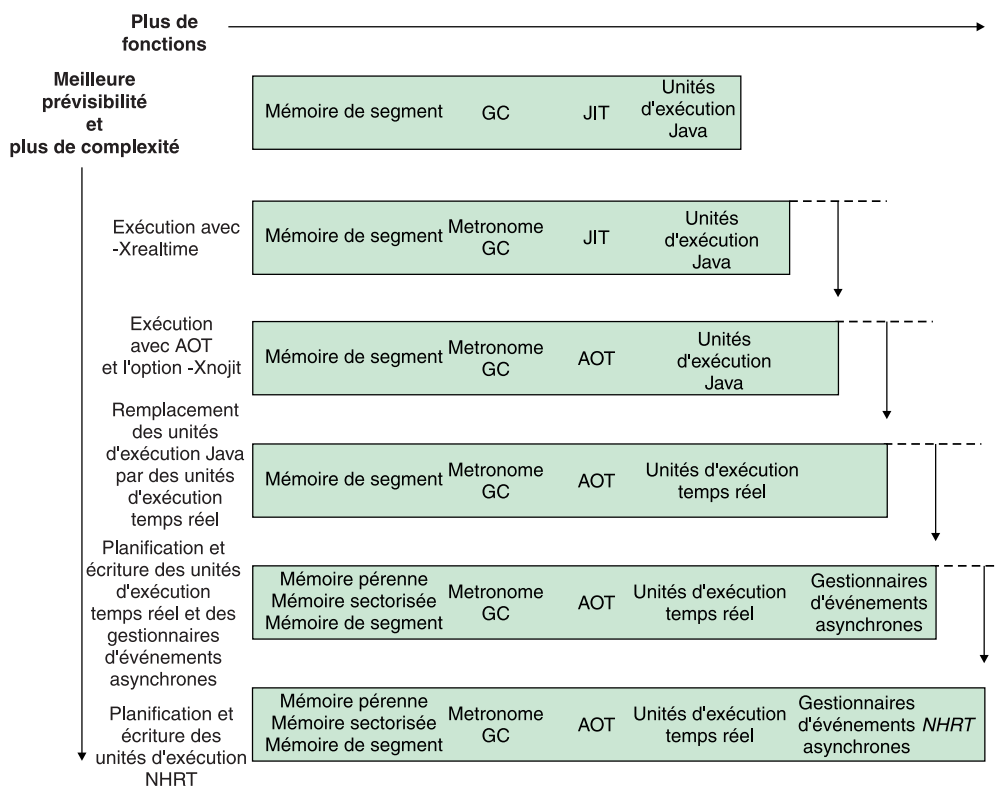 Plus de
fonctions
Meilleure
prévisibilité
et
plus de complexité
Mémoire de segment
GC
JIT
Unités
d'exécution
Java
Exécution avec
-Xrealtime
Mémoire de segment
Metronome
GC
JIT
Unités
d'exécution
Java
Exécution
avec AOT
et l'option -Xnojit
Mémoire de segment
Metronome
GC
AOT
Unités
d'exécution
Java
Remplacement
des unités
d'exécution Java
par des unités
d'exécution
temps réel
Mémoire de segment
Metronome
GC
AOT
Unités d'exécution
temps réel
Planification et
écriture des unités
d'exécution
temps réel et des
gestionnaires
d'événements
asynchrones
Mémoire pérenne
Mémoire sectorisée
Mémoire de segment
Metronome
GC
AOT
Unités d'exécution
temps réel
Gestionnaires
d'événements
asynchrones
Planification et
écriture des
unités d'exécution
NHRT
Mémoire pérenne
Mémoire sectorisée
Mémoire de segment
Metronome
GC
AOT
Unités d'exécution
temps réel
Gestionnaires
d'événements NHRT
asynchrones